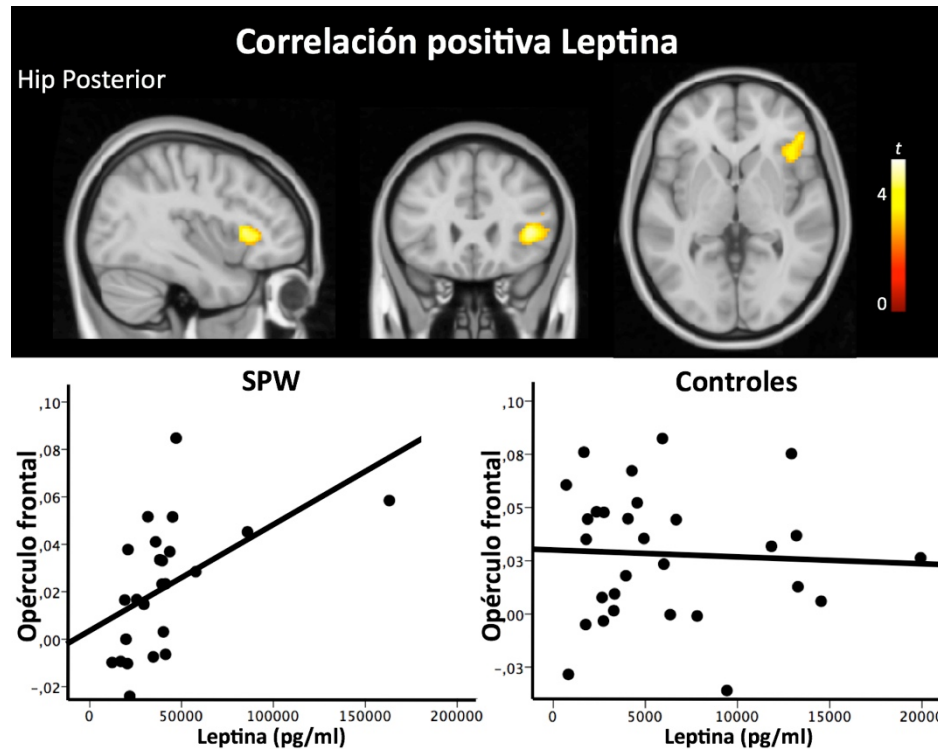 Correlación positiva Leptina
Hip Posterior
t
4
0
SPW
Opérculo frontal
,10
,08
,06
,04
,02
,00
-,02
0
50000
100000
150000
200000
Leptina (pg/ml)
Controles
Opérculo frontal
,10
,08
,05
,03
,00
-,03
0
5000
10000
15000
20000
Leptina (pg/ml)